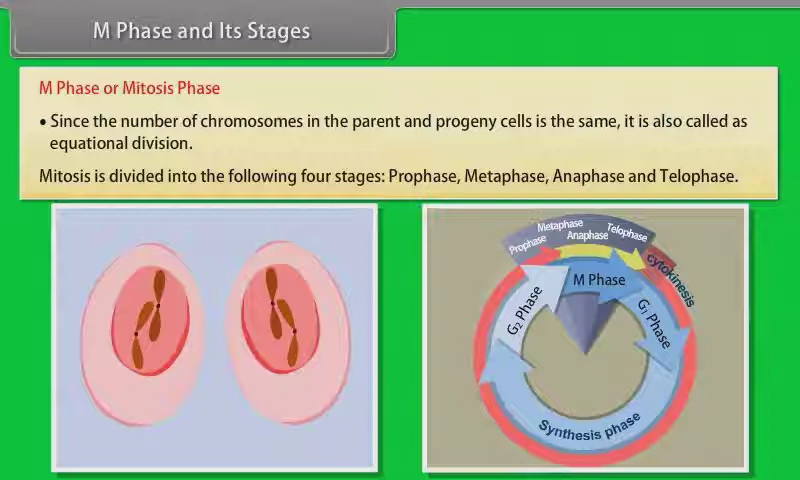 M Phase and Its Stages
M Phase or Mitosis Phase
• Since the number of chromosomes in the parent and progeny cells is the same, it is also called as
equational division.
Mitosis is divided into the following four stages: Prophase, Metaphase, Anaphase and Telophase.
Prophase
Metaphase
Anaphase
Telophase
cytokinesis
M Phase
G₂ Phase
G₁ Phase
Synthesis phase